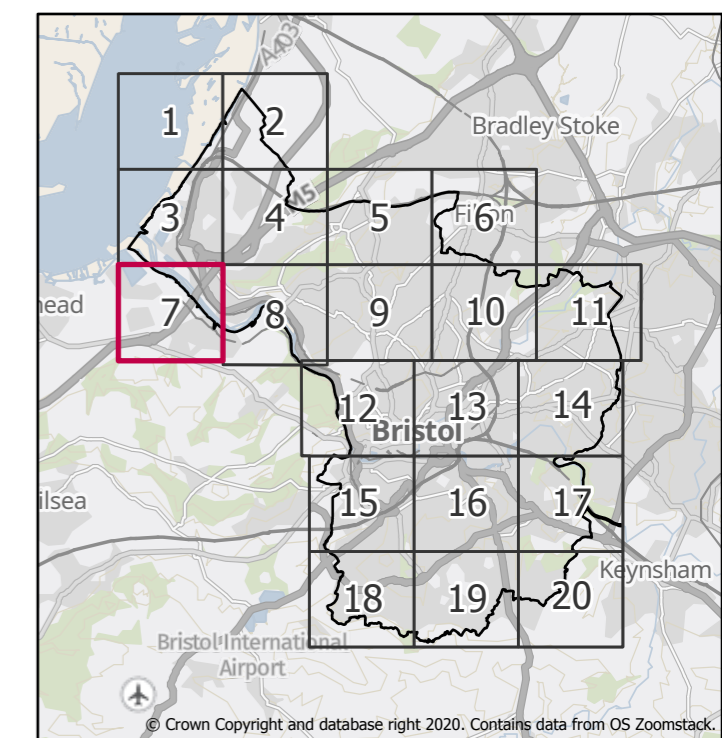 A403
1
2
Bradley Stoke
M5
3
4
5
6
Filton
head
7
8
9
10
11
12
13
14
Bristol
ilsea
15
16
17
Keynsham
18
19
20
Bristol International
Airport
© Crown Copyright and database right 2020. Contains data from OS Zoomstack.